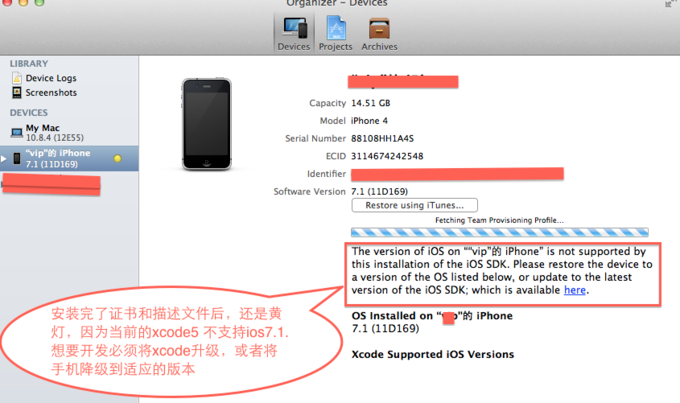 Organizer – Devices
Devices
Projects
Archives
LIBRARY
Device Logs
Screenshots
DEVICES
My Mac
10.8.4 (12E55)
“vip”的 iPhone
7.1 (11D169)
Capacity 14.51 GB
Model iPhone 4
Serial Number 88108HH1A4S
ECID 3114674242548
Identifier
Software Version 7.1 (11D169)
Restore using iTunes...
Fetching Team Provisioning Profile...
The version of iOS on ““vip”的 iPhone” is not supported by
this installation of the iOS SDK. Please restore the device to
a version of the OS listed below, or update to the latest
version of the iOS SDK; which is available here.
OS Installed on “vip”的 iPhone
7.1 (11D169)
Xcode Supported iOS Versions
安装完了证书和描述文件后，还是黄
灯，因为当前的xcode5 不支持ios7.1.
想要开发必须将xcode升级，或者将
手机降级到适应的版本